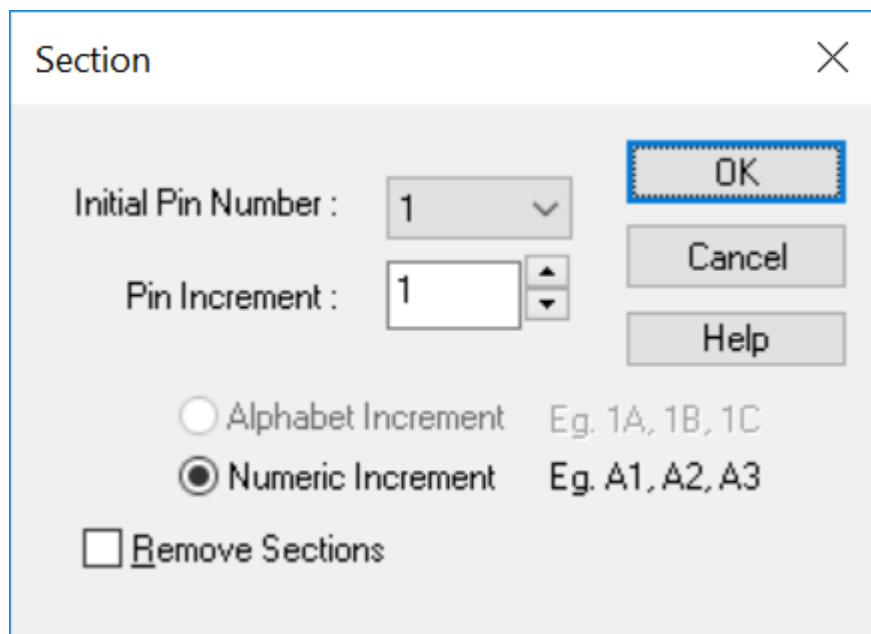 Section
Initial Pin Number : 1
OK
Pin Increment : 1
Cancel
Help
Alphabet Increment Eg. 1A, 1B, 1C
Numeric Increment Eg. A1, A2, A3
Remove Sections